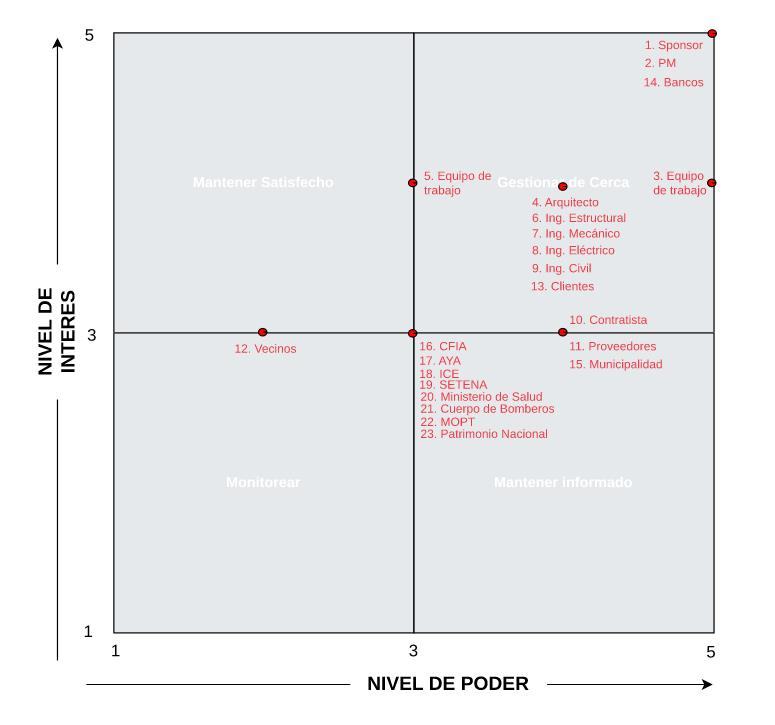 5
1. Sponsor
2. PM
14. Bancos
Mantener Satisfecho
5. Equipo de
trabajo
Gestionar de Cerca
3. Equipo
de trabajo
4. Arquitecto
6. Ing. Estructural
7. Ing. Mecánico
8. Ing. Eléctrico
9. Ing. Civil
13. Clientes
NIVEL DE
INTERES
3
10. Contratista
12. Vecinos
11. Proveedores
15. Municipalidad
16. CFIA
17. AYA
18. ICE
19. SETENA
20. Ministerio de Salud
21. Cuerpo de Bomberos
22. MOPT
23. Patrimonio Nacional
Monitorear
Mantener informado
1
1
3
5
NIVEL DE PODER